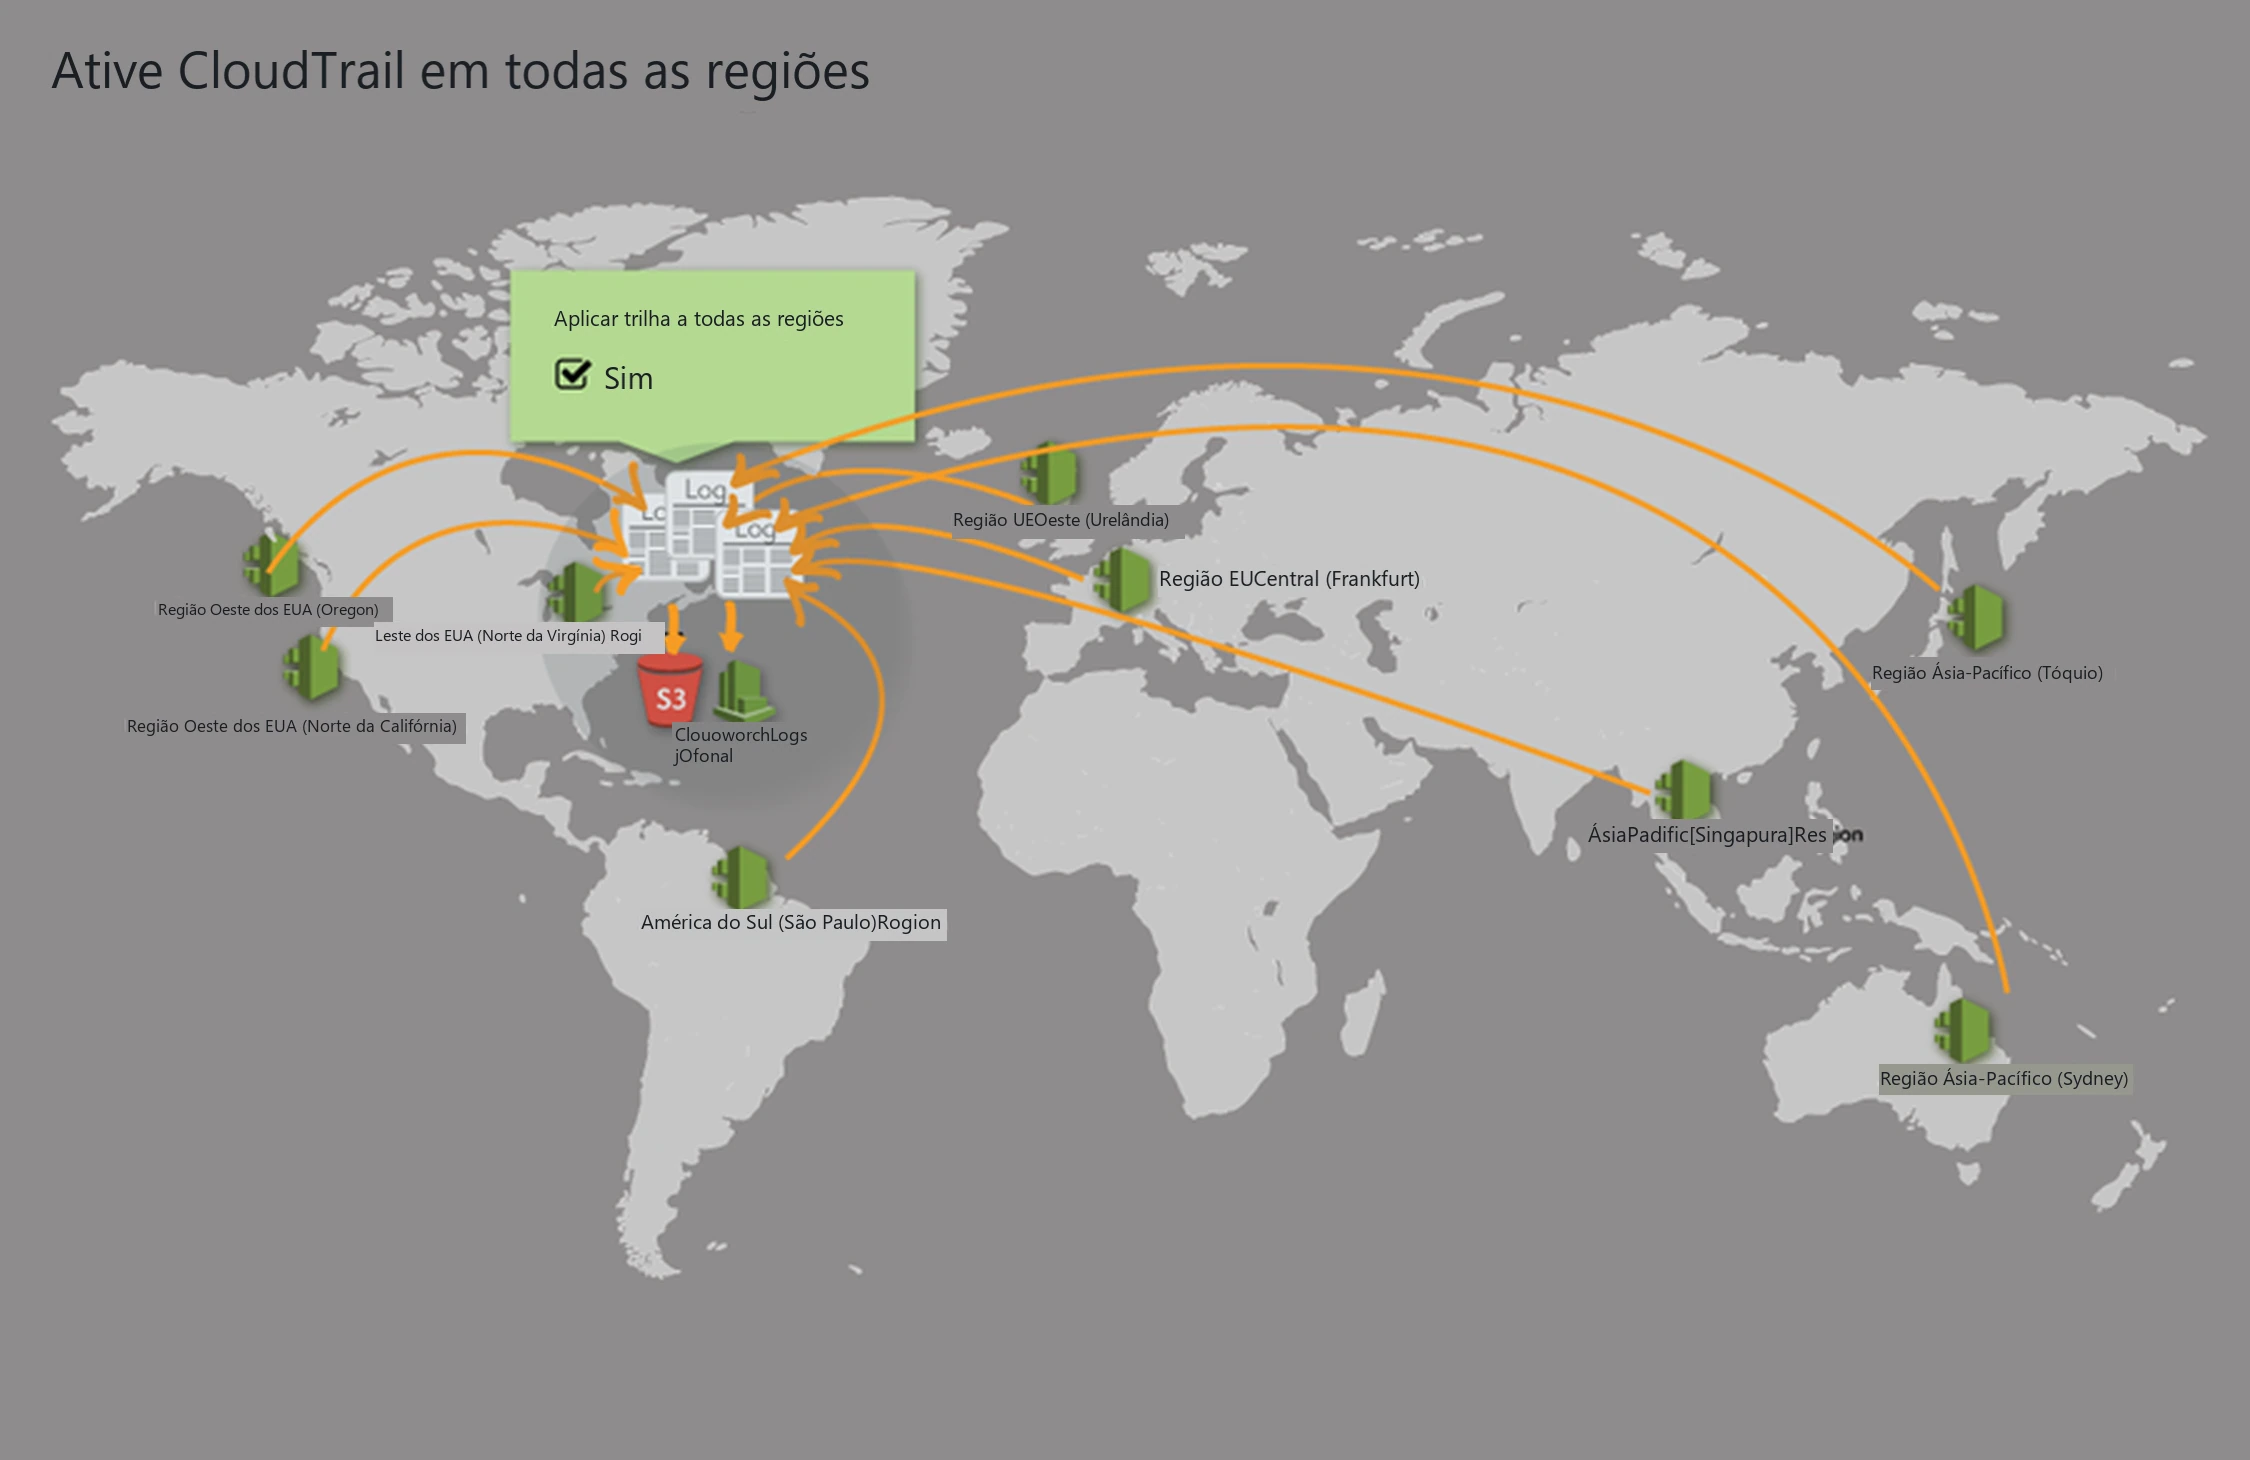 Ative CloudTrail em todas as regiões
Aplicar trilha a todas as regiões
Sim
Log
Lo
Log
Região UEOeste (Urelândia)
Região EUCentral (Frankfurt)
Região Oeste dos EUA (Oregon)
Leste dos EUA (Norte da Virgínia) Rogi
Região Ásia-Pacífico (Tóquio)
S3
Região Oeste dos EUA (Norte da Califórnia)
ClouoworchLogs
jOfonal
ÁsiaPadific[Singapura]Res on
América do Sul (São Paulo)Rogion
Região Ásia-Pacífico (Sydney)